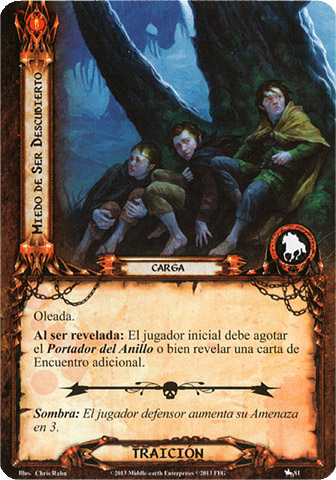 Miedo de Ser Descubierto
CARGA
Oleada.
Al ser revelada: El jugador inicial debe agotar
el Portador del Anillo o bien revelar una carta de
Encuentro adicional.
Sombra: El jugador defensor aumenta su Amenaza
en 3.
TRAICIÓN
Illus. Chris Rahn
©2013 Middle-earth Enterprises ©2013 FFG
81